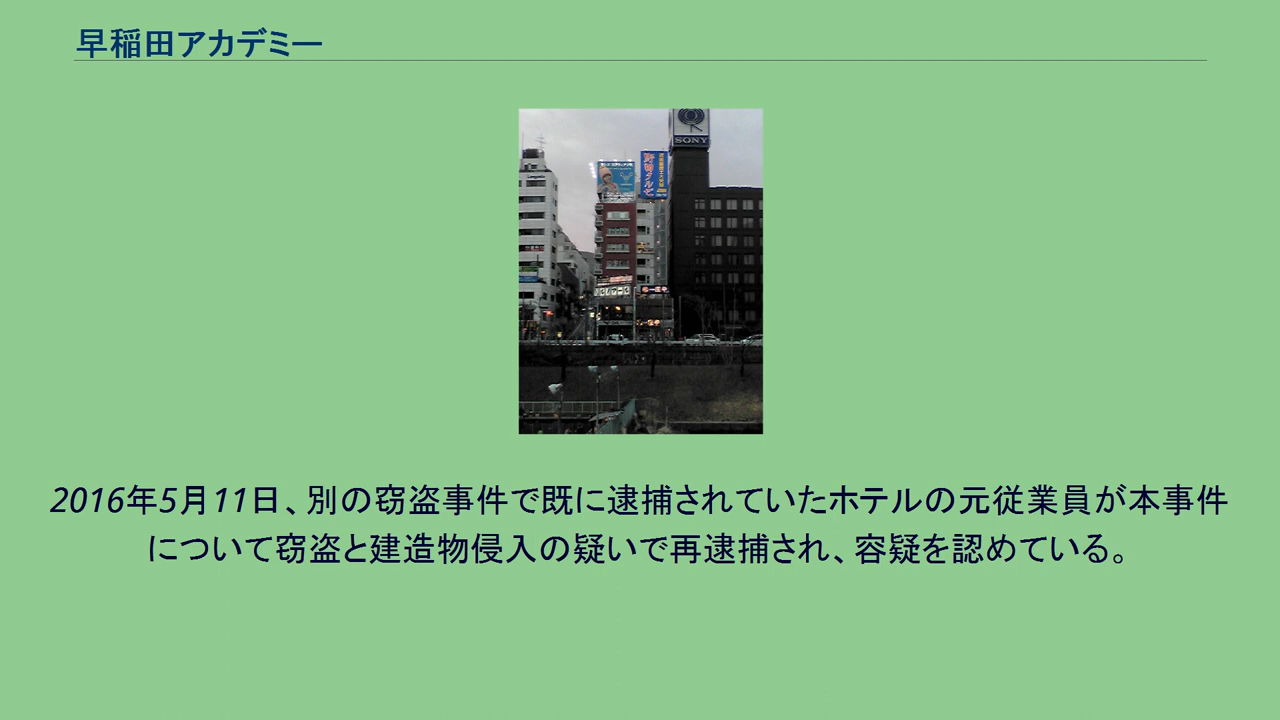 早稲田アカデミー
SONY
2016年5月11日、別の窃盗事件で既に逮捕されていたホテルの元従業員が本事件
について窃盗と建造物侵入の疑いで再逮捕され、容疑を認めている。